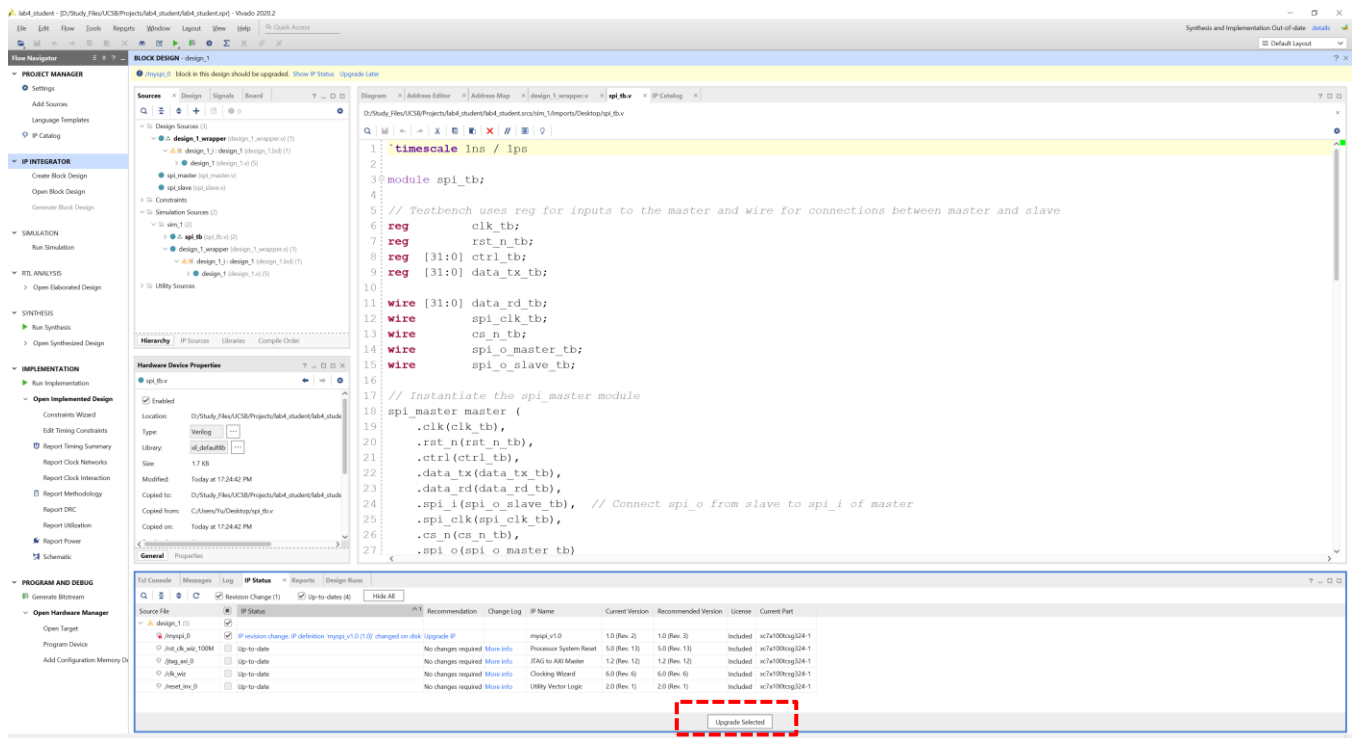 lab4_student - [D:/Study_Files/UCSB/Projects/lab4_student/lab4_student.xpr] - Vivado 2020.2
File Edit Flow Tools Reports Window Layout View Help Quick Access
Synthesis and Implementation Out-of-date details
Default Layout
Flow Navigator
PROJECT MANAGER
Settings
Add Sources
Language Templates
IP Catalog
IP INTEGRATOR
Create Block Design
Open Block Design
Generate Block Design
SIMULATION
Run Simulation
RTL ANALYSIS
Open Elaborated Design
SYNTHESIS
Run Synthesis
Open Synthesized Design
IMPLEMENTATION
Run Implementation
Open Implemented Design
Constraints Wizard
Edit Timing Constraints
Report Timing Summary
Report Clock Networks
Report Clock Interaction
Report Methodology
Report DRC
Report Utilization
Report Power
Schematic
PROGRAM AND DEBUG
Generate Bitstream
Open Hardware Manager
Open Target
Program Device
Add Configuration Memory De
BLOCK DESIGN - design_1
/myspi_0 block in this design should be upgraded. Show IP Status Upgrade Later
Sources Design Signals Board
Design Sources (3)
design_1_wrapper (design_1_wrapper.v) (1)
design_1_i : design_1 (design_1.bd) (1)
design_1 (design_1.v) (5)
spi_master (spi_master.v)
spi_slave (spi_slave.v)
Constraints
Simulation Sources (2)
sim_1 (2)
spi_tb (spi_tb.v) (2)
design_1_wrapper (design_1_wrapper.v) (1)
design_1_i : design_1 (design_1.bd) (1)
design_1 (design_1.v) (5)
Utility Sources
Hierarchy IP Sources Libraries Compile Order
Hardware Device Properties
spi_tb.v
Enabled
Location: D:/Study_Files/UCSB/Projects/lab4_student/lab4_stude
Type: Verilog
Library: xil_defaultlib
Size: 1.7 KB
Modified: Today at 17:24:42 PM
Copied to: D:/Study_Files/UCSB/Projects/lab4_student/lab4_stude
Copied from: C:/Users/Yu/Desktop/spi_tb.v
Copied on: Today at 17:24:42 PM
General Properties
Diagram Address Editor Address Map design_1_wrapper.v spi_tb.v IP Catalog
D:/Study_Files/UCSB/Projects/lab4_student/lab4_student.srcs/sim_1/imports/Desktop/spi_tb.v
1 `timescale 1ns / 1ps
2
3 module spi_tb;
4
5 // Testbench uses reg for inputs to the master and wire for connections between master and slave
6 reg clk_tb;
7 reg rst_n_tb;
8 reg [31:0] ctrl_tb;
9 reg [31:0] data_tx_tb;
10
11 wire [31:0] data_rd_tb;
12 wire spi_clk_tb;
13 wire cs_n_tb;
14 wire spi_o_master_tb;
15 wire spi_o_slave_tb;
16
17 // Instantiate the spi_master module
18 spi_master master (
19 .clk(clk_tb),
20 .rst_n(rst_n_tb),
21 .ctrl(ctrl_tb),
22 .data_tx(data_tx_tb),
23 .data_rd(data_rd_tb),
24 .spi_i(spi_o_slave_tb), // Connect spi_o from slave to spi_i of master
25 .spi_clk(spi_clk_tb),
26 .cs_n(cs_n_tb),
27 .spi_o(spi_o_master_tb)
Tcl Console Messages Log IP Status Reports Design Runs
Revision Change (1) Up-to-dates (4) Hide All
Source File IP Status Recommendation Change Log IP Name Current Version Recommended Version License Current Part
design_1 (5)
/myspi_0 IP revision change. IP definition 'myspi_v1.0 (1.0)' changed on disk Upgrade IP myspi_v1.0 1.0 (Rev. 2) 1.0 (Rev. 3) Included xc7a100tcsg324-1
/rst_clk_wiz_100M Up-to-date No changes required More info Processor System Reset 5.0 (Rev. 13) 5.0 (Rev. 13) Included xc7a100tcsg324-1
/jtag_axi_0 Up-to-date No changes required More info JTAG to AXI Master 1.2 (Rev. 12) 1.2 (Rev. 12) Included xc7a100tcsg324-1
/clk_wiz Up-to-date No changes required More info Clocking Wizard 6.0 (Rev. 6) 6.0 (Rev. 6) Included xc7a100tcsg324-1
/reset_inv_0 Up-to-date No changes required More info Utility Vector Logic 2.0 (Rev. 1) 2.0 (Rev. 1) Included xc7a100tcsg324-1
Upgrade Selected